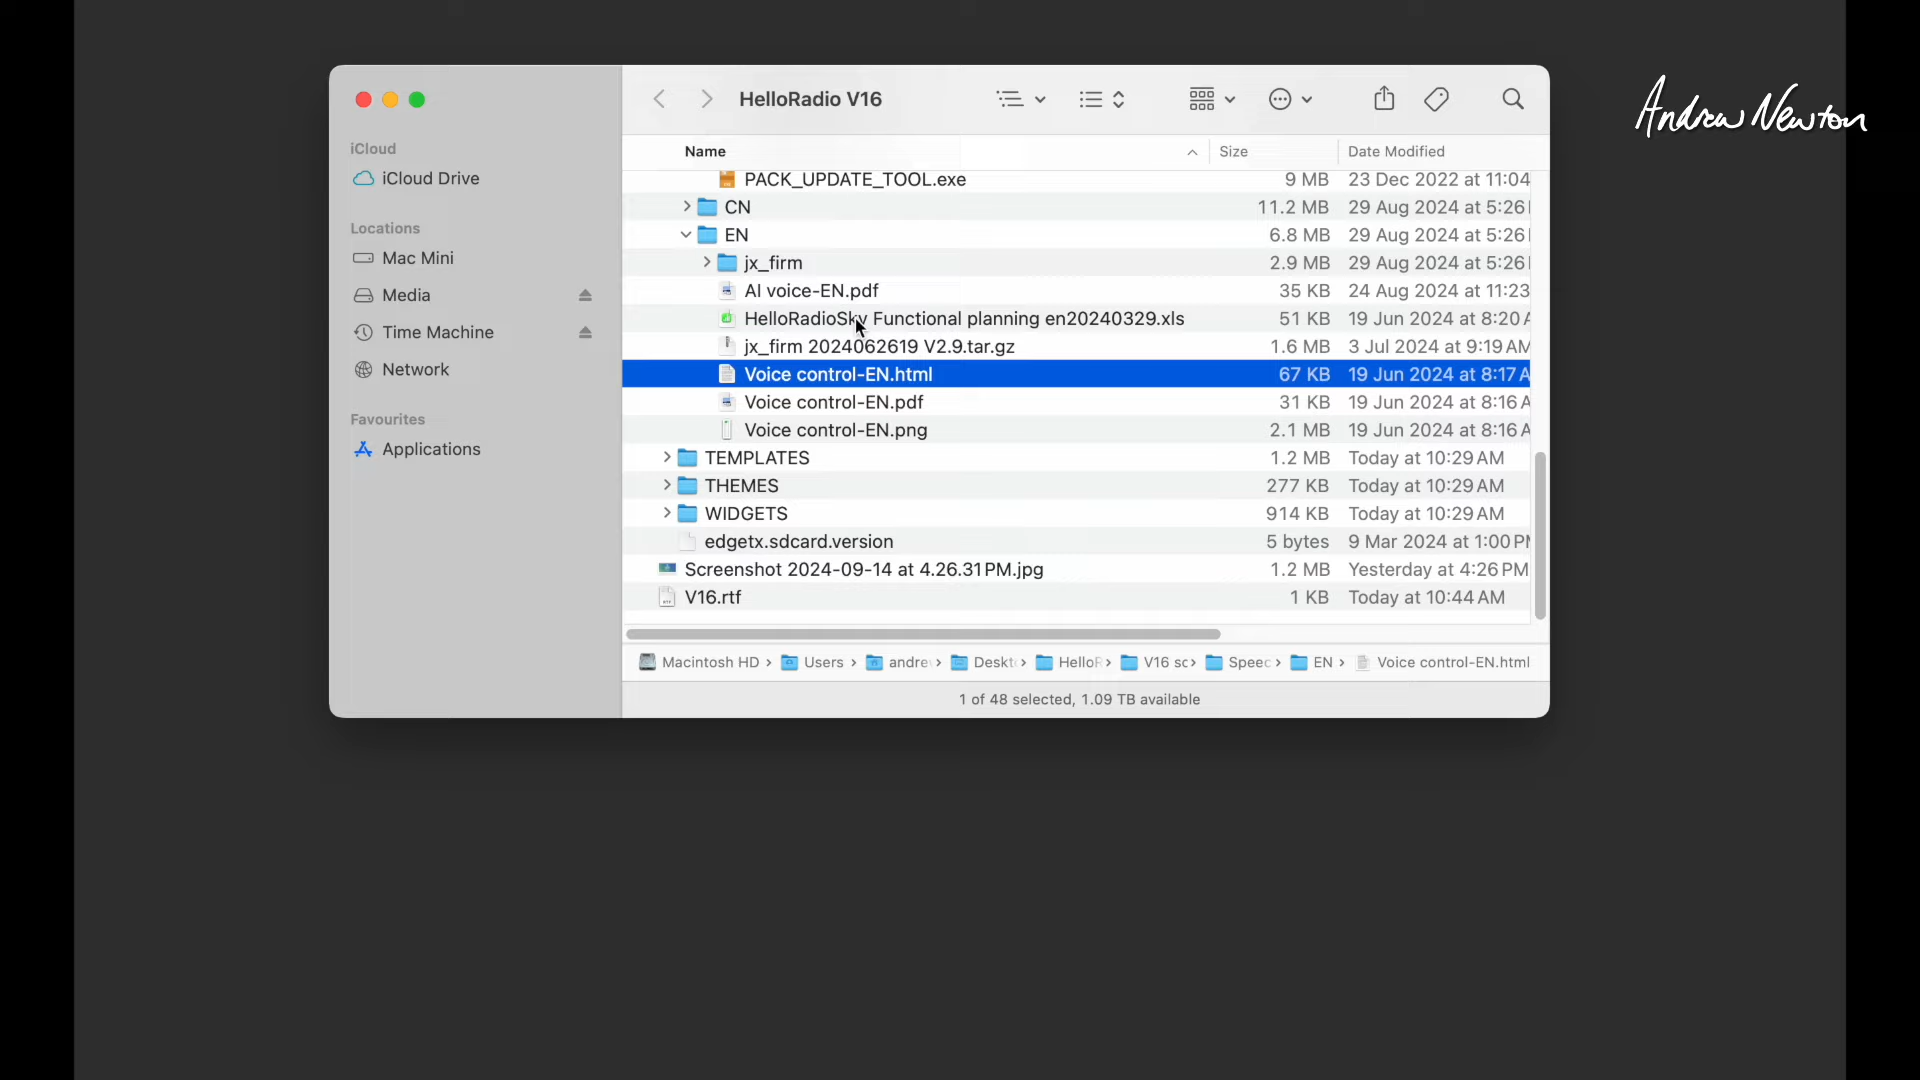 HelloRadio V16
Andrew Newton
iCloud
iCloud Drive
Locations
Mac Mini
Media
Time Machine
Network
Favourites
Applications
Name Size Date Modified
PACK_UPDATE_TOOL.exe 9 MB 23 Dec 2022 at 11:04
CN 11.2 MB 29 Aug 2024 at 5:26
EN 6.8 MB 29 Aug 2024 at 5:26
jx_firm 2.9 MB 29 Aug 2024 at 5:26
AI voice-EN.pdf 35 KB 24 Aug 2024 at 11:23
HelloRadioSky Functional planning en20240329.xls 51 KB 19 Jun 2024 at 8:20 A
jx_firm 2024062619 V2.9.tar.gz 1.6 MB 3 Jul 2024 at 9:19 AM
Voice control-EN.html 67 KB 19 Jun 2024 at 8:17 A
Voice control-EN.pdf 31 KB 19 Jun 2024 at 8:16 A
Voice control-EN.png 2.1 MB 19 Jun 2024 at 8:16 A
TEMPLATES 1.2 MB Today at 10:29 AM
THEMES 277 KB Today at 10:29 AM
WIDGETS 914 KB Today at 10:29 AM
edgetx.sdcard.version 5 bytes 9 Mar 2024 at 1:00 PM
Screenshot 2024-09-14 at 4.26.31 PM.jpg 1.2 MB Yesterday at 4:26 PM
V16.rtf 1 KB Today at 10:44 AM
Macintosh HD › Users › andre › Deskt › HelloR › V16 sc › Speec › EN › Voice control-EN.html
1 of 48 selected, 1.09 TB available